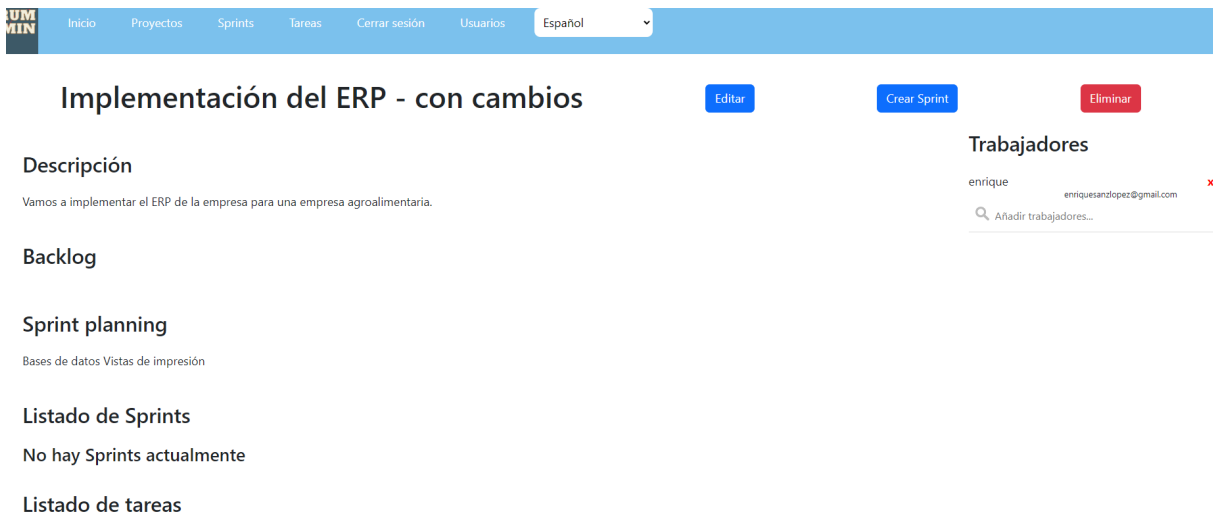 UM
MIN
Inicio Proyectos Sprints Tareas Cerrar sesión Usuarios Español
Implementación del ERP - con cambios
Editar Crear Sprint Eliminar
Descripción
Vamos a implementar el ERP de la empresa para una empresa agroalimentaria.
Backlog
Sprint planning
Bases de datos Vistas de impresión
Listado de Sprints
No hay Sprints actualmente
Listado de tareas
Trabajadores
enrique x
enriquesanzlopez@gmail.com
Añadir trabajadores...